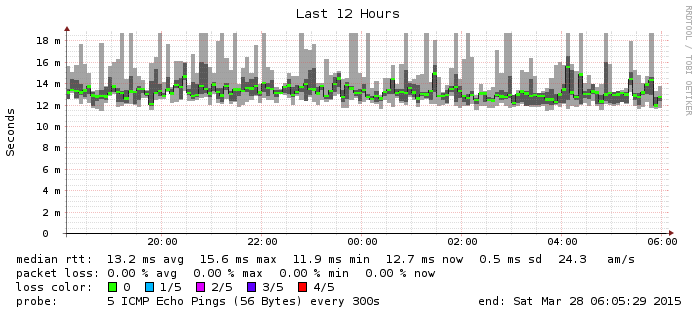 Last 12 Hours
RRDTOOL / TOBI OETIKER
Seconds
18 m
16 m
14 m
12 m
10 m
8 m
6 m
4 m
2 m
0
20:00 22:00 00:00 02:00 04:00 06:00
median rtt: 13.2 ms avg 15.6 ms max 11.9 ms min 12.7 ms now 0.5 ms sd 24.3 am/s
packet loss: 0.00 % avg 0.00 % max 0.00 % min 0.00 % now
loss color: 0 1/5 2/5 3/5 4/5
probe: 5 ICMP Echo Pings (56 Bytes) every 300s end: Sat Mar 28 06:05:29 2015